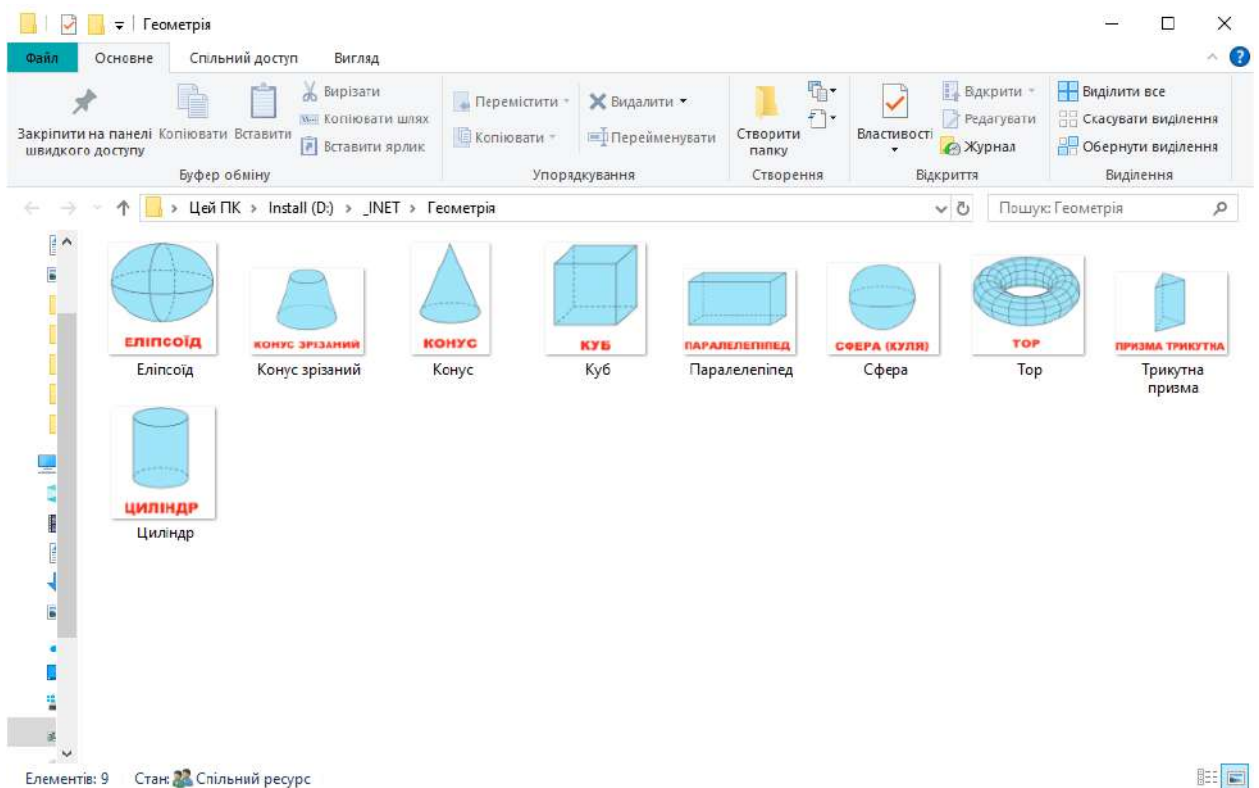 Геометрія
Файл Основне Спільний доступ Вигляд
Закріпити на панелі швидкого доступу
Копіювати
Вставити
Вирізати
Копіювати шлях
Вставити ярлик
Перемістити
Копіювати
Видалити
Перейменувати
Створити папку
Властивості
Відкрити
Редагувати
Журнал
Виділити все
Скасувати виділення
Обернути виділення
Буфер обміну Упорядкування Створення Відкриття Виділення
Цей ПК > Install (D:) > _INET > Геометрія
Пошук: Геометрія
ЕЛІПСОЇД КОНУС ЗРІЗАНИЙ КОНУС КУБ ПАРАЛЕЛЕПІПЕД СФЕРА (КУЛЯ) ТОР ПРИЗМА ТРИКУТНА
Еліпсоїд Конус зрізаний Конус Куб Паралелепіпед Сфера Тор Трикутна
призма
ЦИЛІНДР
Циліндр
Елементів: 9 Стан: Спільний ресурс